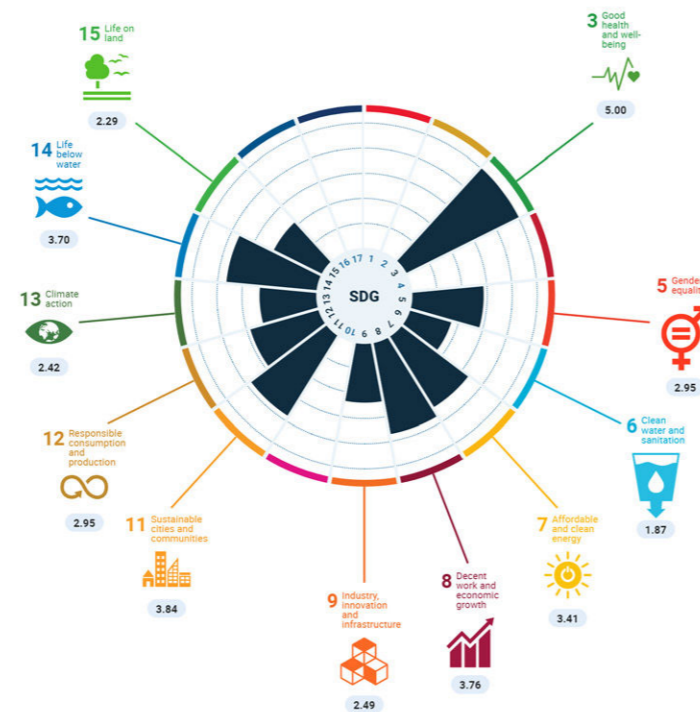 3 Good
health
and well-
being
5.00
5 Gender
equalit
2.95
6 Clean
water and
sanitation
1.87
7 Affordable
and clean
energy
3.41
8 Decent
work and
economic
growth
3.76
9 Industry,
innovation
and
infrastructure
2.49
11 Sustainable
cities and
communities
3.84
12 Responsible
consumption
and
production
2.95
13 Climate
action
2.42
14 Life
below
water
3.70
15 Life on
land
2.29
SDG
1
2
3
4
5
6
7
8
9
10
11
12
13
14
15
16
17